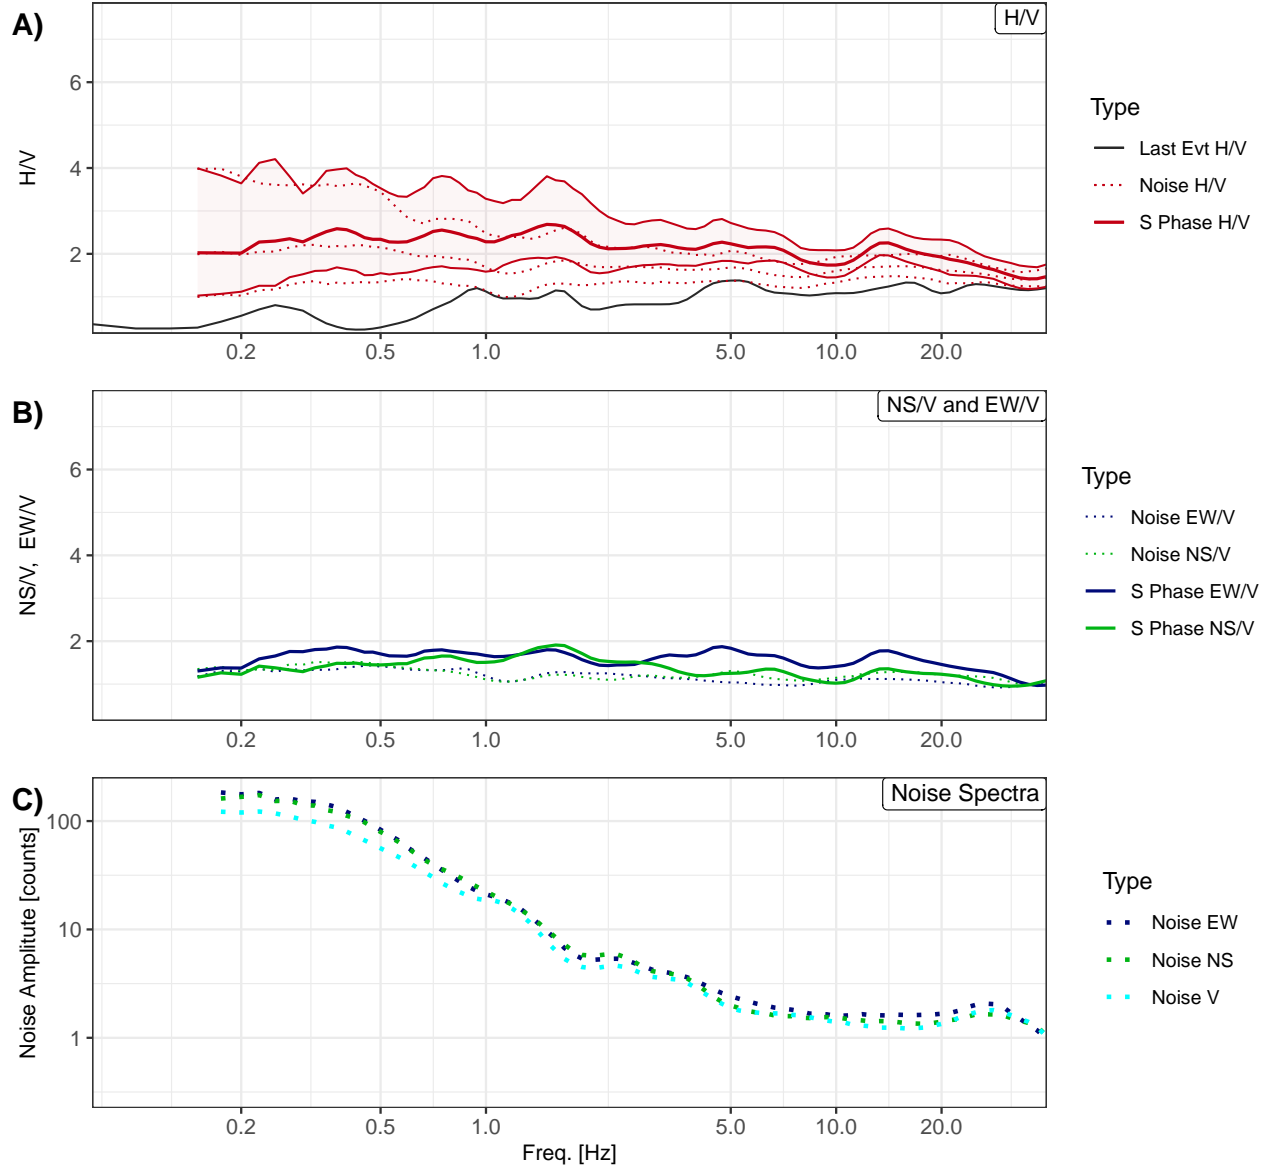 A)
H/V
6
4
2
H/V
0.2 0.5 1.0 5.0 10.0 20.0
Type
Last Evt H/V
Noise H/V
S Phase H/V
B)
NS/V and EW/V
6
4
2
NS/V, EW/V
0.2 0.5 1.0 5.0 10.0 20.0
Type
Noise EW/V
Noise NS/V
S Phase EW/V
S Phase NS/V
C)
Noise Spectra
100
10
1
Noise Amplitute [counts]
0.2 0.5 1.0 5.0 10.0 20.0
Freq. [Hz]
Type
Noise EW
Noise NS
Noise V